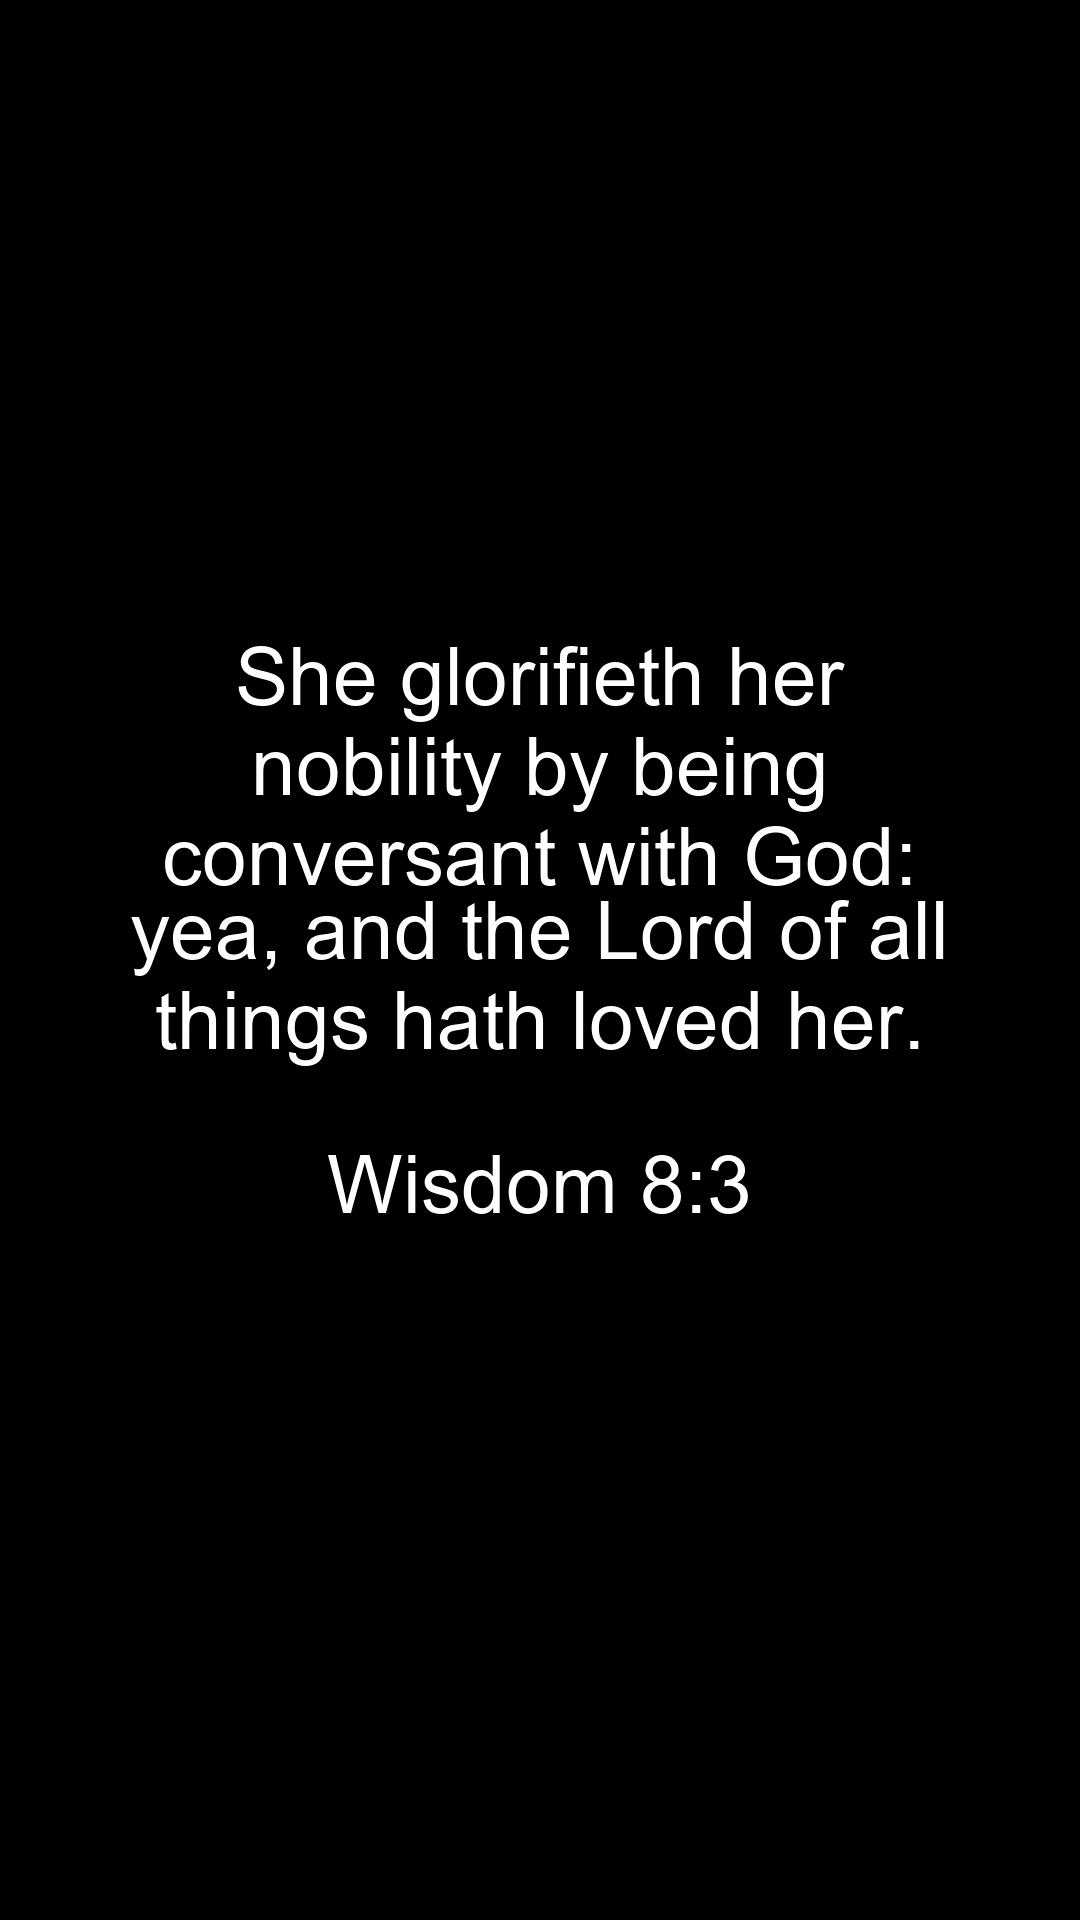 She glorifieth her
nobility by being
conversant with God:
yea, and the Lord of all
things hath loved her.
Wisdom 8:3